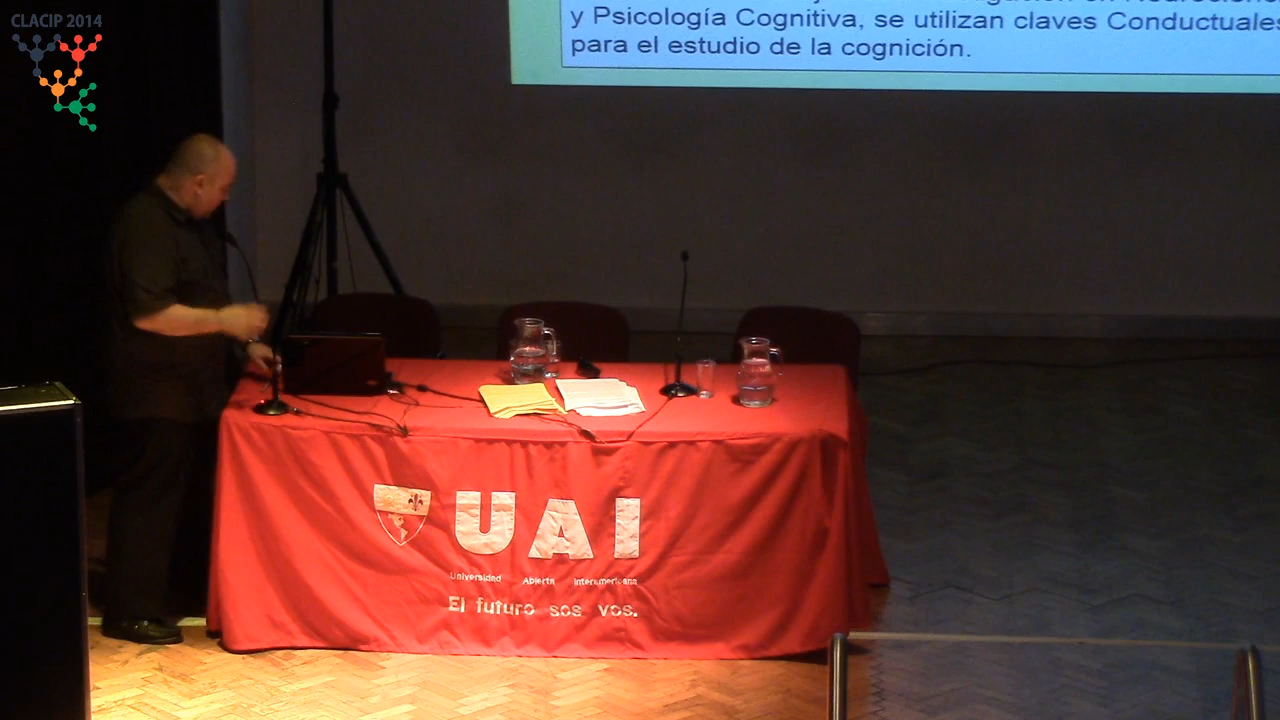 CLACIP 2014
y Psicología Cognitiva, se utilizan claves Conductuales
para el estudio de la cognición.
UAI
Universidad Abierta Interamericana
El futuro sos vos.